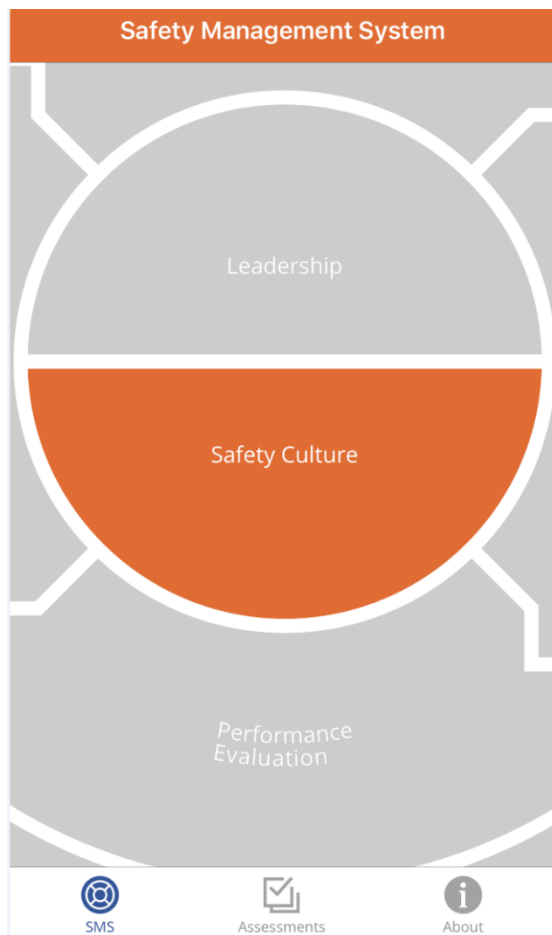 Safety Management System
Leadership
Safety Culture
Performance
Evaluation
SMS
Assessments
About